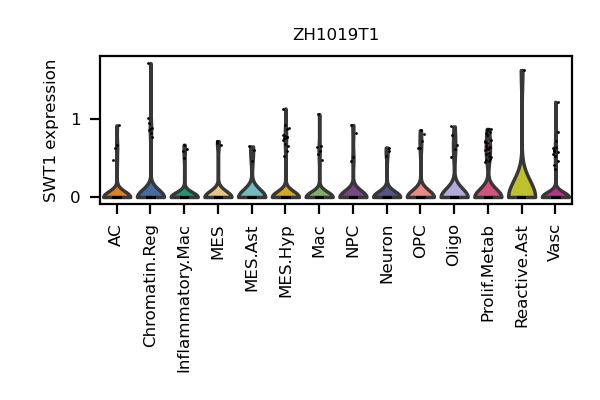 ZH1019T1
SWT1 expression
1
0
AC
Chromatin.Reg
Inflammatory.Mac
MES
MES.Ast
MES.Hyp
Mac
NPC
Neuron
OPC
Oligo
Prolif.Metab
Reactive.Ast
Vasc